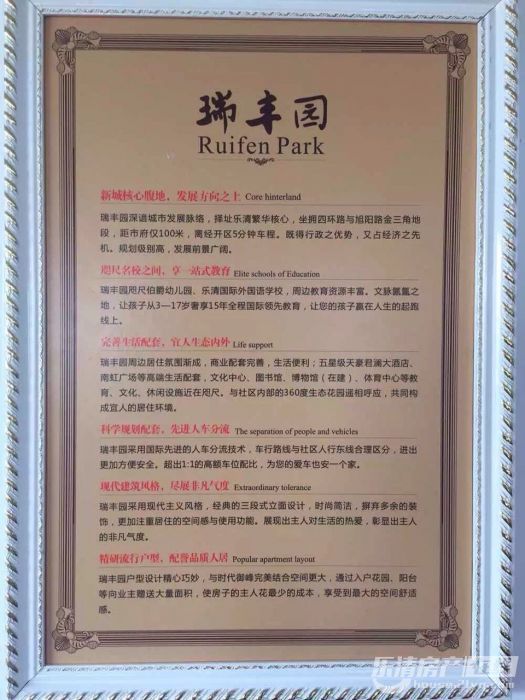 瑞丰园
Ruifen Park
新城核心腹地，发展方向之上 Core hinterland
瑞丰园深谙城市发展脉络，择址乐清繁华核心，坐拥四环路与旭阳路金三角地
段，距市府仅100米，离经开区5分钟车程。既得行政之优势，又占经济之先
机。规划级别高，发展前景广阔。
咫尺名校之间，享一站式教育 Elite schools of Education
瑞丰园咫尺伯爵幼儿园、乐清国际外国语学校，周边教育资源丰富。文脉氤氲之
地，让孩子从3—17岁奢享15年全程国际领先教育，让您的孩子赢在人生的起跑
线上。
完善生活配套，宜人生态内外 Life support
瑞丰园周边居住氛围渐成，商业配套完善，生活便利；五星级天豪君澜大酒店、
南虹广场等高端生活配套，文化中心、图书馆、博物馆（在建）、体育中心等教
育、文化、休闲设施近在咫尺。与社区内部的360度生态花园遥相呼应，共同构
成宜人的居住环境。
科学规划配套，先进人车分流 The separation of people and vehicles
瑞丰园采用国际先进的人车分流技术，车行路线与社区人行东线合理区分，进出
更加方便安全。超出1:1的高额车位配比，为您的爱车也安一个家。
现代建筑风格，尽展非凡气度 Extraordinary tolerance
瑞丰园采用现代主义风格，经典的三段式立面设计，时尚简洁，摒弃多余的装
饰，更加注重居住的空间感与使用功能。展现出主人对生活的热爱，彰显出主人
的非凡气度。
精研流行户型，配誉品质人居 Popular apartment layout
瑞丰园户型设计精心巧妙，与时代御峰完美结合空间更大，通过入户花园、阳台
等向业主赠送大量面积，使房子的主人花最少的成本，享受到最大的空间舒适
感。
乐清房产超市网
house.zlyq.com